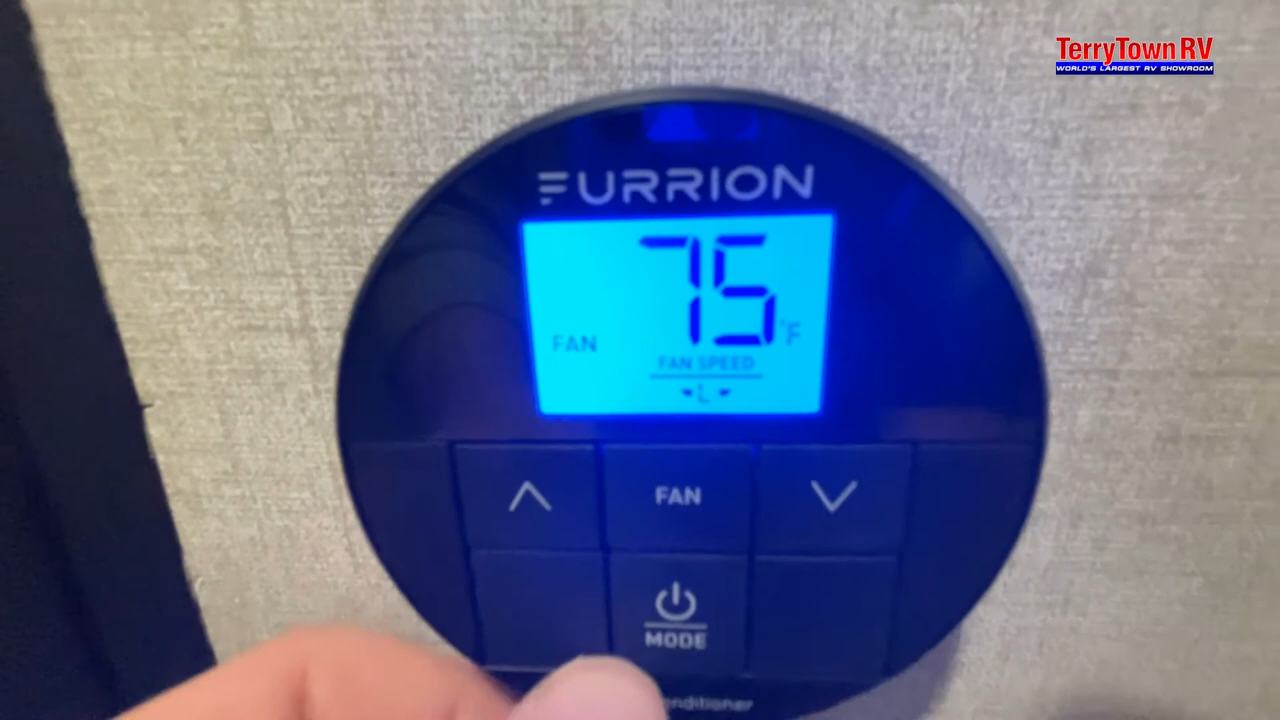 TerryTown RV
WORLD'S LARGEST RV SHOWROOM
FURRION
75 °F
FAN
FAN SPEED
L
FAN
MODE